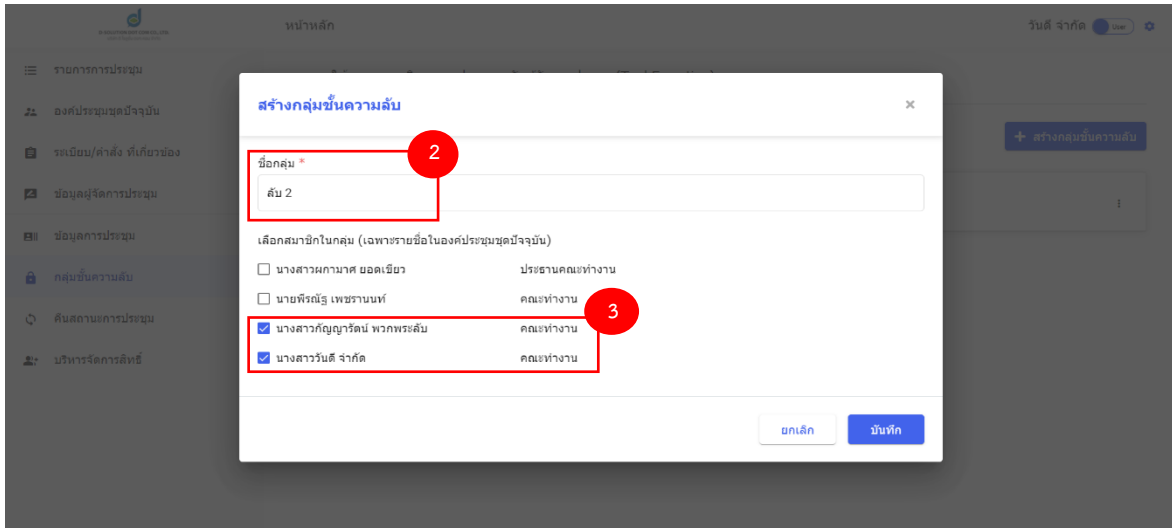 หน้าหลัก
วันดี จำกัด User
รายการการประชุม
องค์ประชุมชุดปัจจุบัน
ระเบียบ/คำสั่ง ที่เกี่ยวข้อง
ข้อมูลผู้จัดการประชุม
ข้อมูลการประชุม
กลุ่มชั้นความลับ
คืนสถานะการประชุม
บริหารจัดการสิทธิ์
+ สร้างกลุ่มชั้นความลับ
สร้างกลุ่มชั้นความลับ ×
2
ชื่อกลุ่ม *
ลับ 2
เลือกสมาชิกในกลุ่ม (เฉพาะรายชื่อในองค์ประชุมชุดปัจจุบัน)
นางสาวผกามาศ ยอดเขียว ประธานคณะทำงาน
นายพีรณัฐ เพชรานนท์ คณะทำงาน
3
นางสาวกัญญารัตน์ พวกพระลับ คณะทำงาน
นางสาววันดี จำกัด คณะทำงาน
ยกเลิก บันทึก